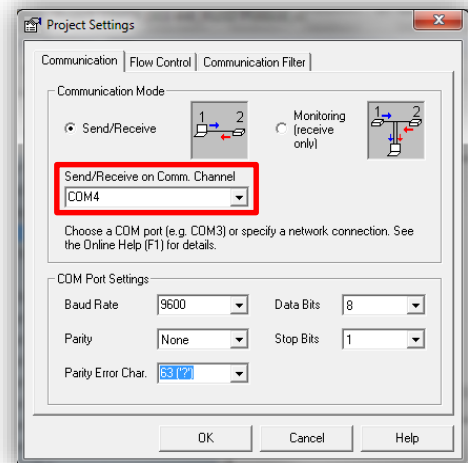 Project Settings
Communication
Flow Control
Communication Filter
Communication Mode
Send/Receive
1 2
Monitoring
(receive
only)
1 2
Send/Receive on Comm. Channel
COM4
Choose a COM port (e.g. COM3) or specify a network connection. See
the Online Help (F1) for details.
COM Port Settings
Baud Rate
9600
Data Bits
8
Parity
None
Stop Bits
1
Parity Error Char.
63 ('?')
OK
Cancel
Help